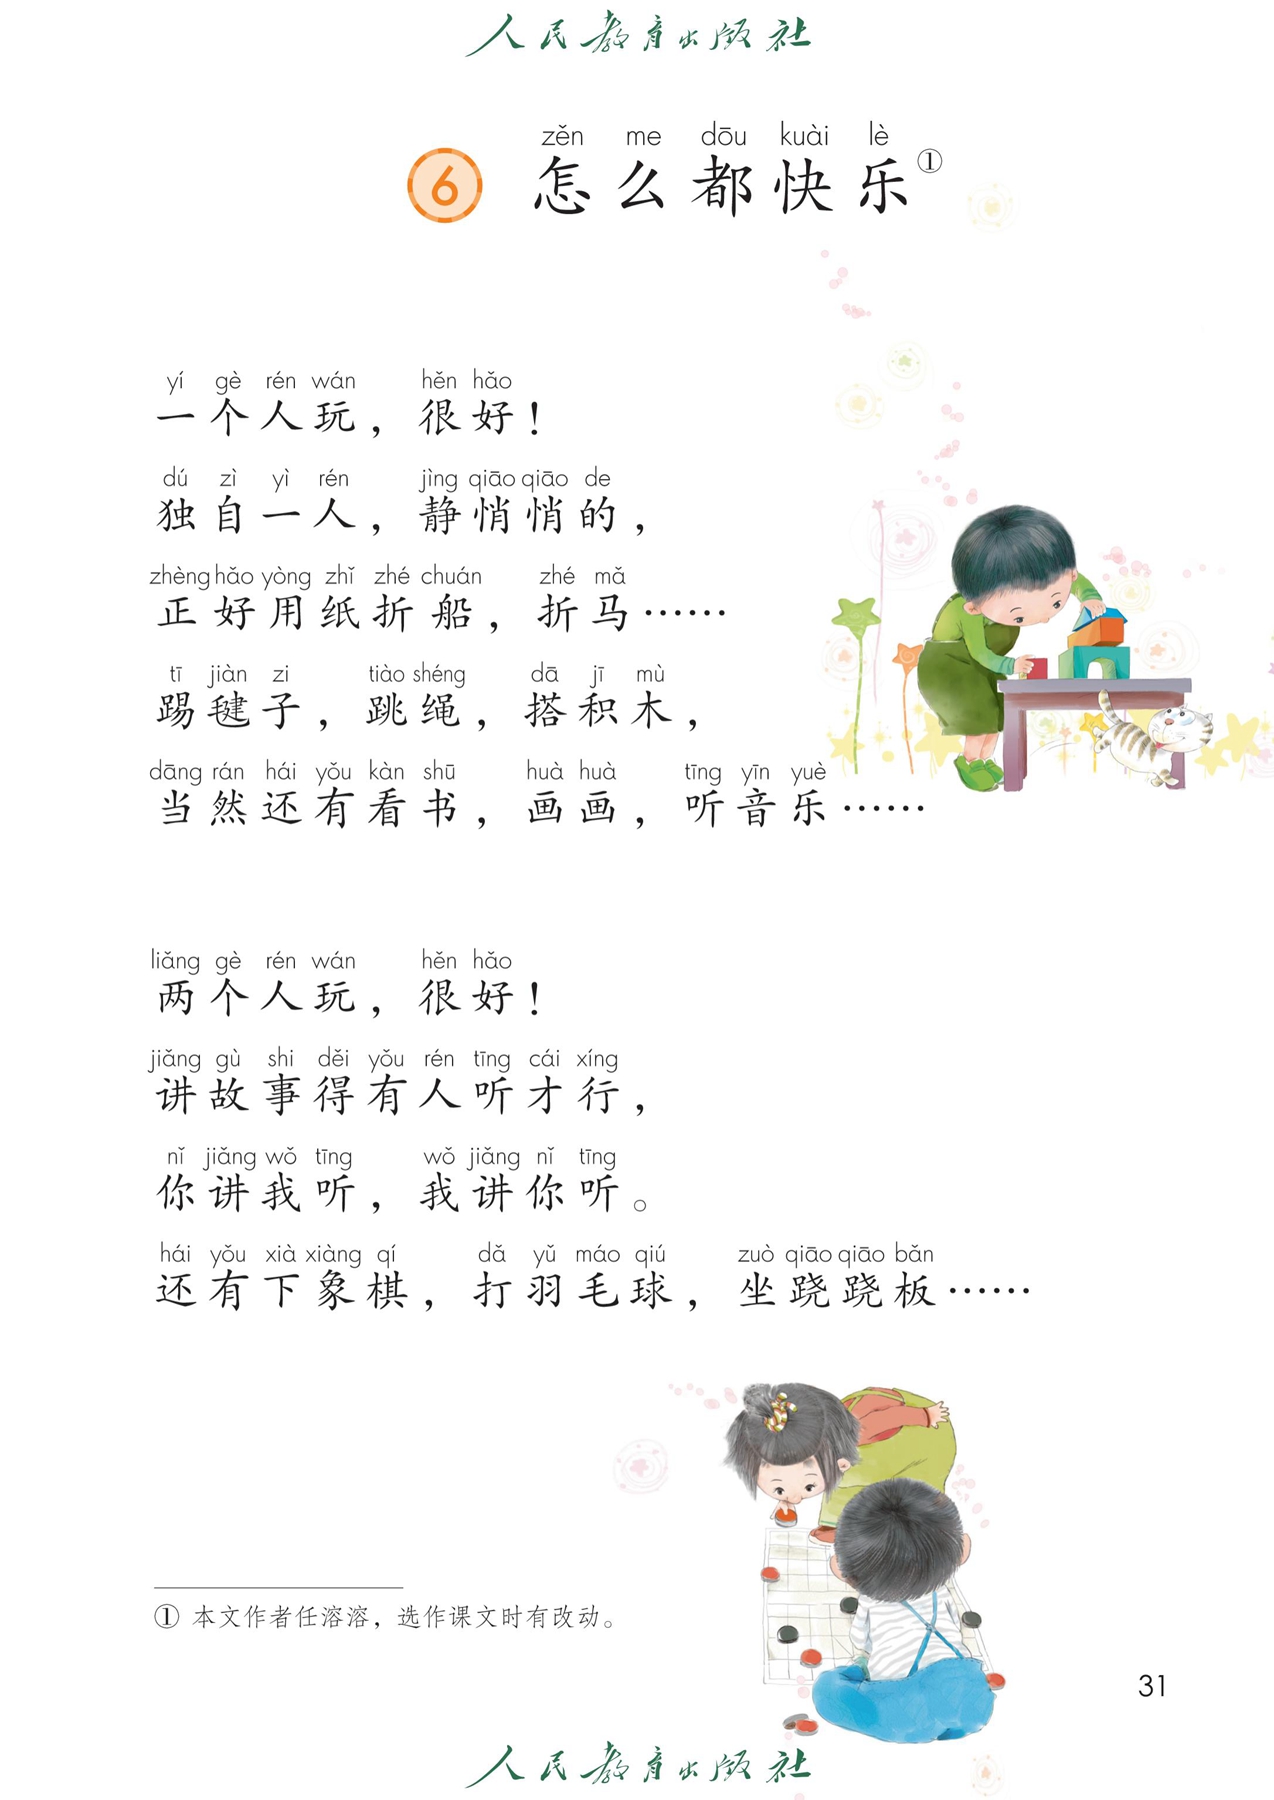 人民教育出版社
zěn me dōu kuài lè
6 怎么都快乐①
yí gè rén wán hěn hǎo
一个人玩，很好！
dú zì yì rén jìng qiāo qiāo de
独自一人，静悄悄的，
zhèng hǎo yòng zhǐ zhé chuán zhé mǎ
正好用纸折船，折马……
tī jiàn zi tiào shéng dā jī mù
踢毽子，跳绳，搭积木，
dāng rán hái yǒu kàn shū huà huà tīng yīn yuè
当然还有看书，画画，听音乐……
liǎng gè rén wán hěn hǎo
两个人玩，很好！
jiǎng gù shi děi yǒu rén tīng cái xíng
讲故事得有人听才行，
nǐ jiǎng wǒ tīng wǒ jiǎng nǐ tīng
你讲我听，我讲你听。
hái yǒu xià xiàng qí dǎ yǔ máo qiú zuò qiāo qiāo bǎn
还有下象棋，打羽毛球，坐跷跷板……
① 本文作者任溶溶，选作课文时有改动。
31
人民教育出版社